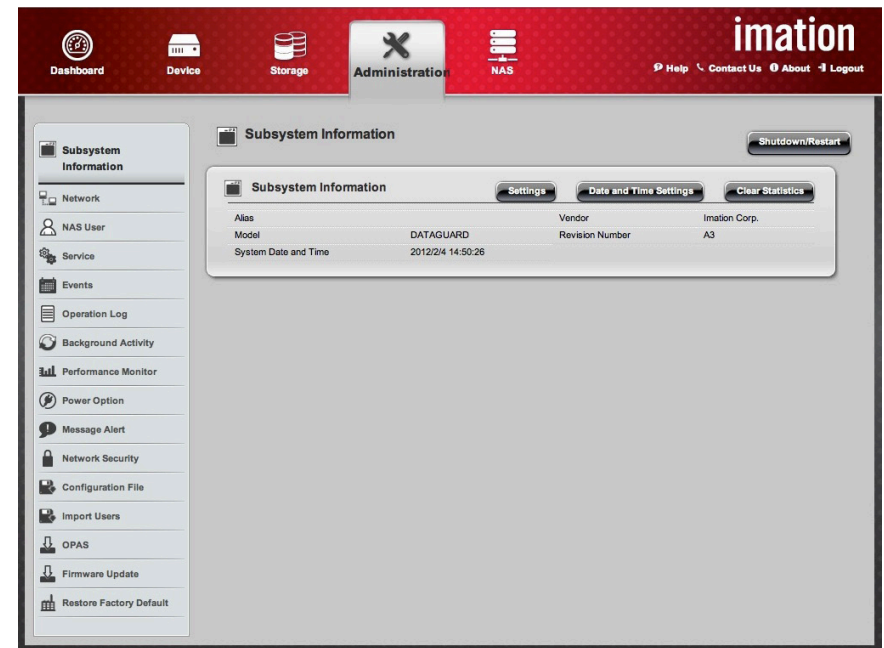 imation
Dashboard
Device
Storage
Administration
NAS
Help
Contact Us
About
Logout
Subsystem
Information
Network
NAS User
Service
Events
Operation Log
Background Activity
Performance Monitor
Power Option
Message Alert
Network Security
Configuration File
Import Users
OPAS
Firmware Update
Restore Factory Default
Subsystem Information
Shutdown/Restart
Subsystem Information
Settings
Date and Time Settings
Clear Statistics
Alias Vendor Imation Corp.
Model DATAGUARD Revision Number A3
System Date and Time 2012/2/4 14:50:26